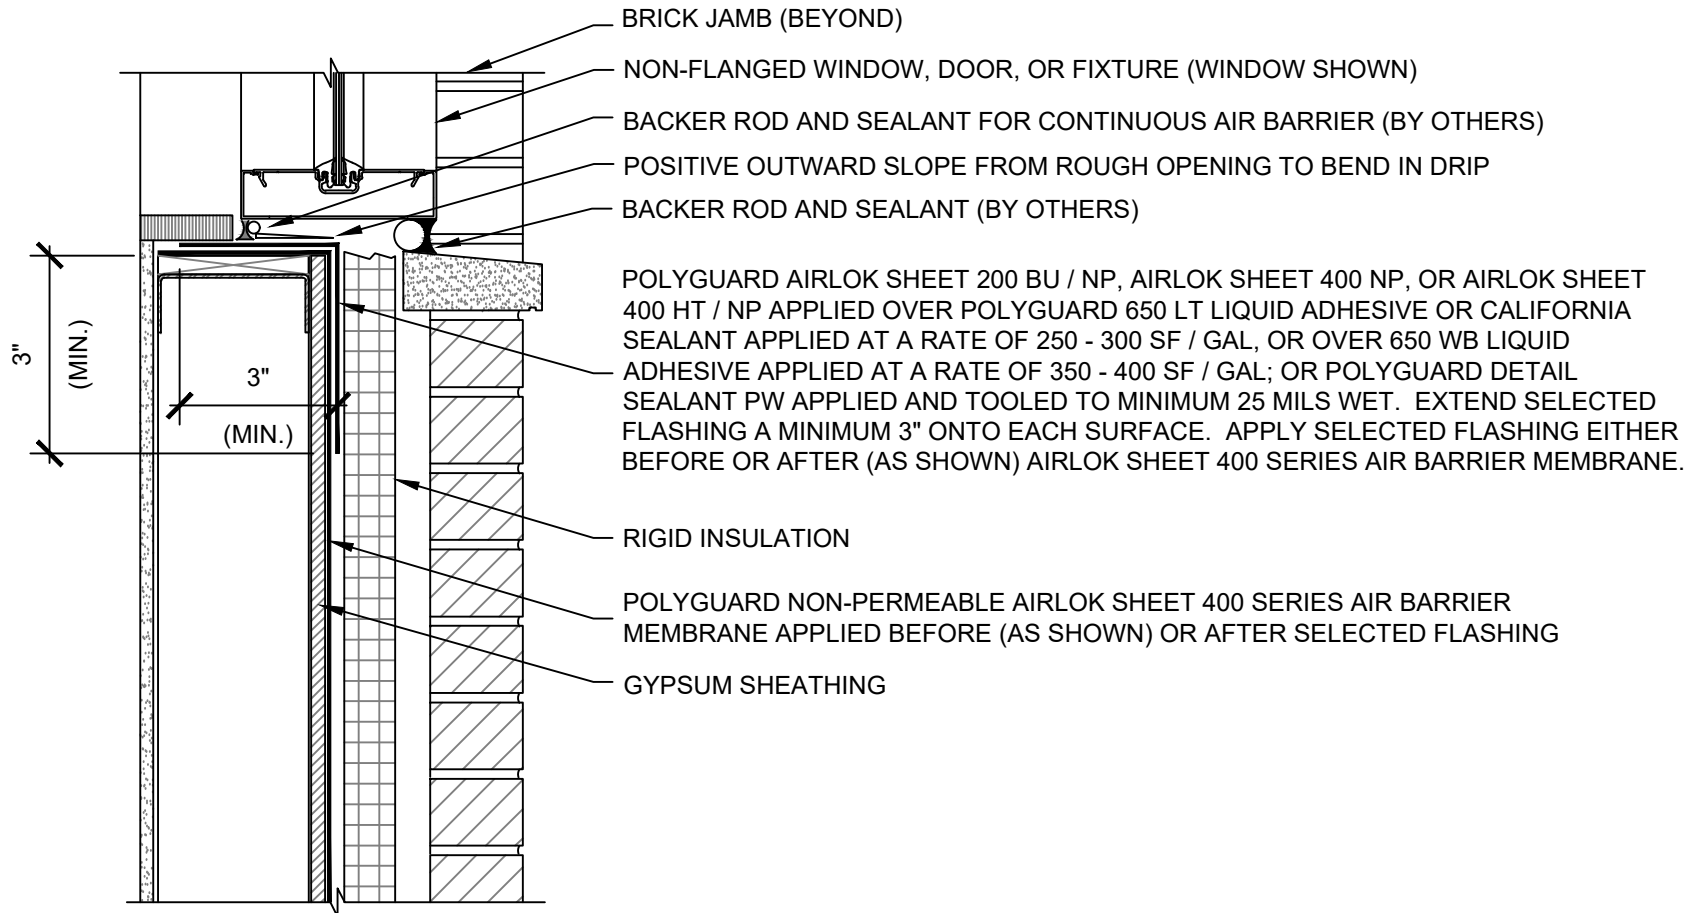 BRICK JAMB (BEYOND)
NON-FLANGED WINDOW, DOOR, OR FIXTURE (WINDOW SHOWN)
BACKER ROD AND SEALANT FOR CONTINUOUS AIR BARRIER (BY OTHERS)
POSITIVE OUTWARD SLOPE FROM ROUGH OPENING TO BEND IN DRIP
BACKER ROD AND SEALANT (BY OTHERS)
POLYGUARD AIRLOK SHEET 200 BU / NP, AIRLOK SHEET 400 NP, OR AIRLOK SHEET
400 HT / NP APPLIED OVER POLYGUARD 650 LT LIQUID ADHESIVE OR CALIFORNIA
SEALANT APPLIED AT A RATE OF 250 - 300 SF / GAL, OR OVER 650 WB LIQUID
ADHESIVE APPLIED AT A RATE OF 350 - 400 SF / GAL; OR POLYGUARD DETAIL
SEALANT PW APPLIED AND TOOLED TO MINIMUM 25 MILS WET.  EXTEND SELECTED
FLASHING A MINIMUM 3" ONTO EACH SURFACE.  APPLY SELECTED FLASHING EITHER
BEFORE OR AFTER (AS SHOWN) AIRLOK SHEET 400 SERIES AIR BARRIER MEMBRANE.
3"
(MIN.)
3"
(MIN.)
RIGID INSULATION
POLYGUARD NON-PERMEABLE AIRLOK SHEET 400 SERIES AIR BARRIER
MEMBRANE APPLIED BEFORE (AS SHOWN) OR AFTER SELECTED FLASHING
GYPSUM SHEATHING